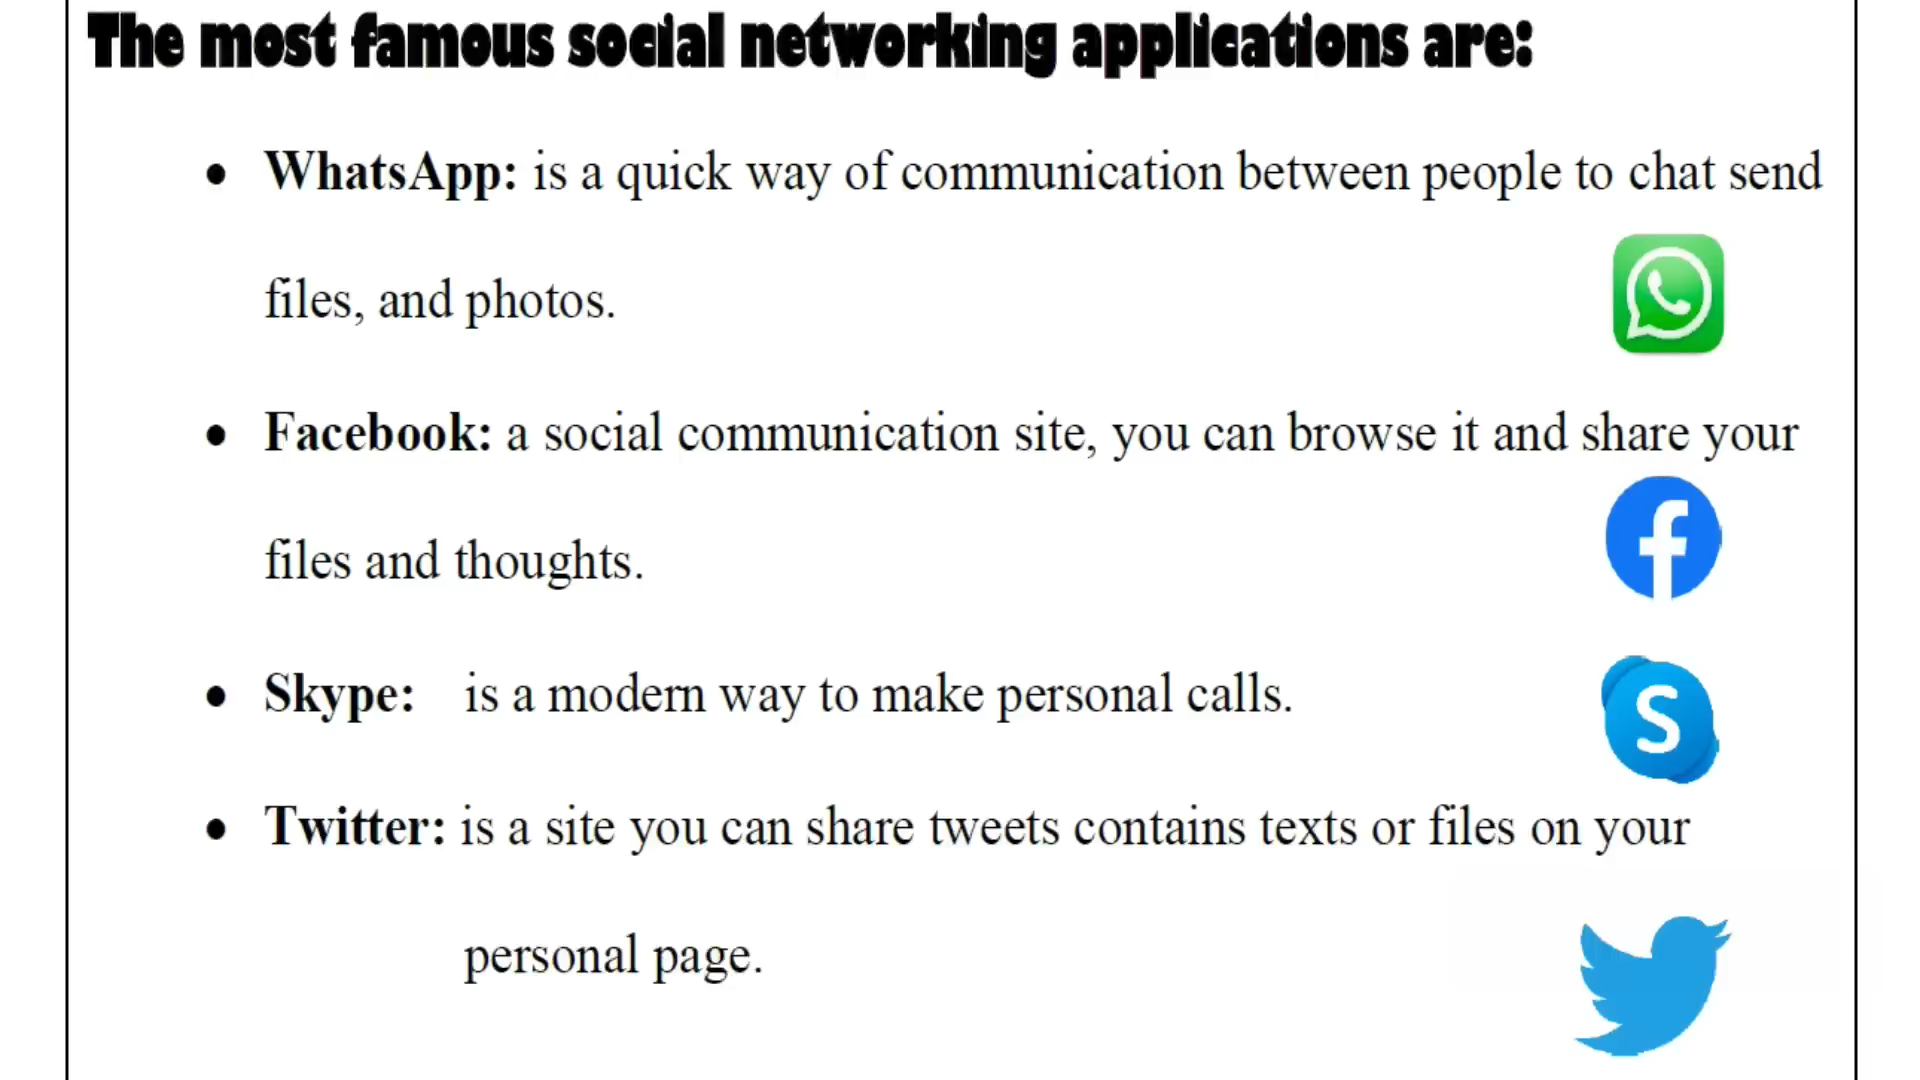 The most famous social networking applications are:
• WhatsApp: is a quick way of communication between people to chat send
files, and photos.
• Facebook: a social communication site, you can browse it and share your
files and thoughts.
• Skype: is a modern way to make personal calls.
• Twitter: is a site you can share tweets contains texts or files on your
personal page.